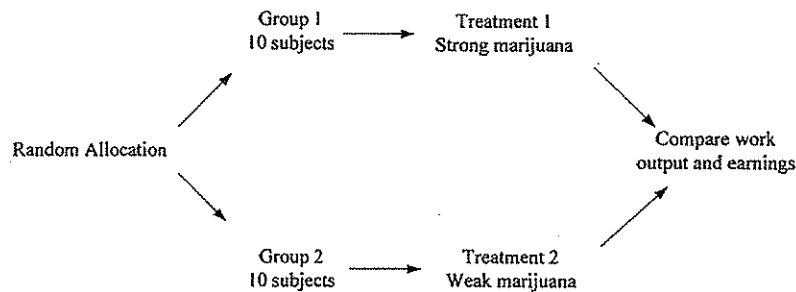 Group 1
10 subjects
Treatment 1
Strong marijuana
Random Allocation
Compare work
output and earnings
Group 2
10 subjects
Treatment 2
Weak marijuana